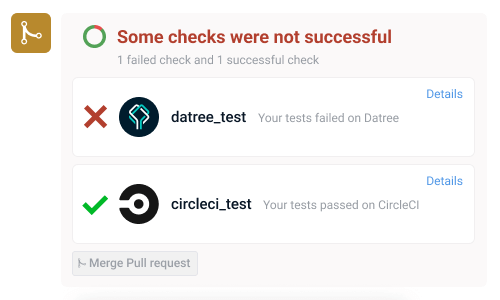 Some checks were not successful
1 failed check and 1 successful check
Details
datree_test Your tests failed on Datree
Details
circleci_test Your tests passed on CircleCI
Merge Pull request